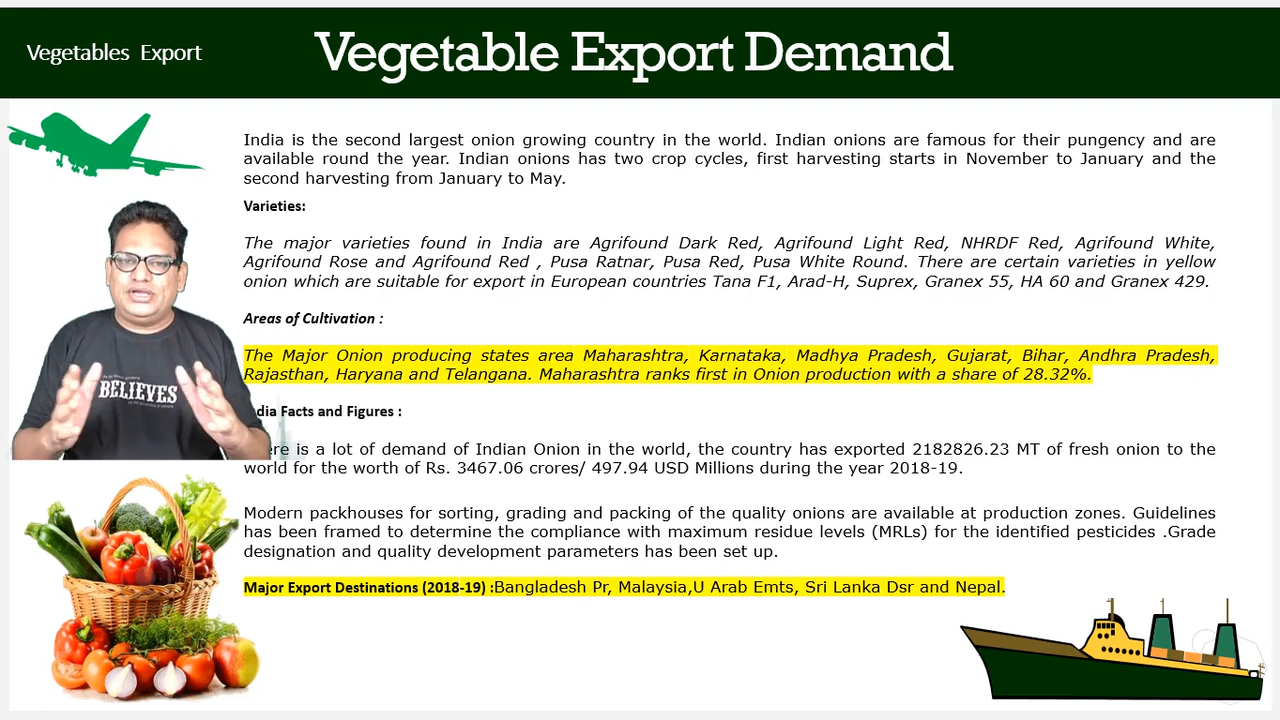 Vegetables Export
Vegetable Export Demand
India is the second largest onion growing country in the world. Indian onions are famous for their pungency and are
available round the year. Indian onions has two crop cycles, first harvesting starts in November to January and the
second harvesting from January to May.
Varieties:
The major varieties found in India are Agrifound Dark Red, Agrifund Light Red, NHRDF Red, Agrifound White,
Agrifound Rose and Agrifound Red , Pusa Ratnar, Pusa Red, Pusa White Round. There are certain varieties in yellow
onion which are suitable for export in European countries Tana F1, Arad-H, Suprex, Granex 55, HA 60 and Granex 429.
Areas of Cultivation :
The Major Onion producing states area Maharashtra, Karnataka, Madhya Pradesh, Gujarat, Bihar, Andhra Pradesh,
Rajasthan, Haryana and Telangana. Maharashtra ranks first in Onion production with a share of 28.32%.
BELIEVES
dia Facts and Figures :
ere is a lot of demand of Indian Onion in the world, the country has exported 2182826.23 MT of fresh onion to the
world for the worth of Rs. 3467.06 crores/ 497.94 USD Millions during the year 2018-19.
Modern packhouses for sorting, grading and packing of the quality onions are available at production zones. Guidelines
has been framed to determine the compliance with maximum residue levels (MRLs) for the identified pesticides .Grade
designation and quality development parameters has been set up.
Major Export Destinations (2018-19) :Bangladesh Pr, Malaysia,U Arab Emts, Sri Lanka Dsr and Nepal.